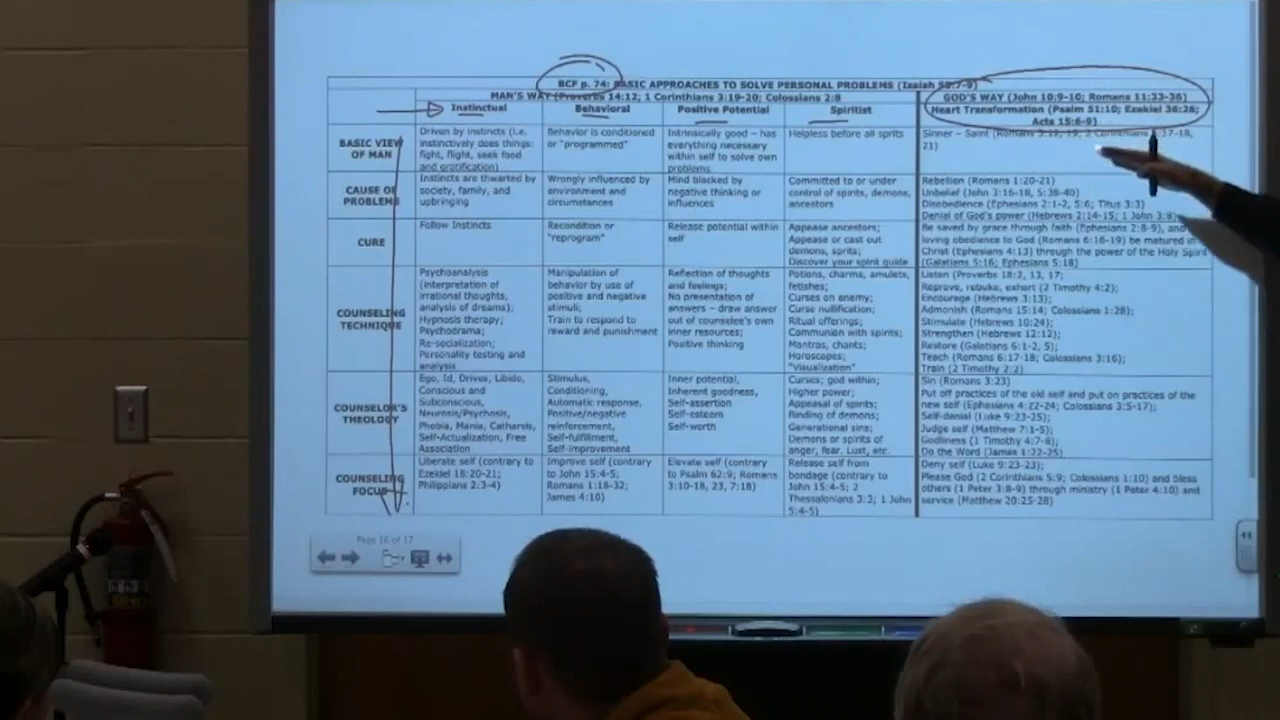 BCF p. 74: BASIC APPROACHES TO SOLVE PERSONAL PROBLEMS (Isaiah 58:7-9)
MAN'S WAY (Proverbs 14:12; 1 Corinthians 3:19-20; Colossians 2:8
GOD'S WAY (John 10:9-10; Romans 11:33-36)
Instinctual
Behavioral
Positive Potential
Spiritist
Heart Transformation (Psalm 51:10; Ezekiel 36:26;
Acts 15:6-9)
BASIC VIEW
OF MAN
Driven by instincts (i.e.
instinctively does things:
fight, flight, seek food
and gratification)
Behavior is conditioned
or "programmed"
Intrinsically good – has
everything necessary
within self to solve own
problems
Helpless before all spirits
Sinner – Saint (Romans 5:19, 2 Corinthians
21)
CAUSE OF
PROBLEMS
Instincts are thwarted by
society, family, and
upbringing
Wrongly influenced by
environment and
circumstances
Mind blocked by
negative thinking or
influences
Committed to or under
control of spirits, demons,
ancestors
Rebellion (Romans 1:20-21)
Unbelief (John 3:16-18, 5:38-40)
Disobedience (Ephesians 2:1-2, 5:6; Titus 3:3)
Denial of God's power (Hebrews 2:14-15; 1 John 3:8)
CURE
Follow Instincts
Recondition or
"reprogram"
Release potential within
self
Appease ancestors;
Appease or cast out
demons, sprits;
Discover your spirit guide
Be saved by grace through faith (Ephesians 2:8-9), and
loving obedience to God (Romans 6:16-19) be matured in
Christ (Ephesians 4:13) through the power of the Holy Spirit
(Galatians 5:16; Ephesians 5:18)
COUNSELING
TECHNIQUE
Psychoanalysis
(interpretation of
irrational thoughts,
analysis of dreams);
Hypnosis therapy;
Psychodrama;
Re-socialization;
Personality testing and
analysis
Manipulation of
behavior by use of
positive and negative
stimuli;
Train to respond to
reward and punishment
Reflection of thoughts
and feelings;
No presentation of
answers – draw answer
out of counselee's own
inner resources;
Positive thinking
Potions, charms, amulets,
fetishes;
Curses on enemy;
Curse nullification;
Ritual offerings;
Communion with spirits;
Mantras, chants;
Horoscopes;
"Visualization"
Listen (Proverbs 18:2, 13, 17;
Reprove, rebuke, exhort (2 Timothy 4:2);
Encourage (Hebrews 3:13);
Admonish (Romans 15:14; Colossians 1:28);
Stimulate (Hebrews 10:24);
Strengthen (Hebrews 12:12);
Restore (Galatians 6:1-2, 5);
Teach (Romans 6:17-18; Colossians 3:16);
Train (2 Timothy 2:2)
COUNSELOR'S
THEOLOGY
Ego, Id, Drives, Libido,
Conscious and
Subconscious,
Neurosis/Psychosis,
Phobia, Mania, Catharsis,
Self-Actualization, Free
Association
Stimulus,
Conditioning,
Automatic response,
Positive/negative
reinforcement,
Self-fulfillment,
Self-improvement
Inner potential,
Inherent goodness,
Self-assertion
Self-esteem
Self-worth
Curses; god within;
Higher power;
Appeasal of spirits;
Binding of demons;
Generational sins;
Demons or spirits of
anger, fear, Lust, etc.
Sin (Romans 3:23)
Put off practices of the old self and put on practices of the
new self (Ephesians 4:22-24; Colossians 3:5-17);
Self-denial (Luke 9:23-25);
Judge self (Matthew 7:1-5);
Godliness (1 Timothy 4:7-8);
Do the Word (James 1:22-25)
COUNSELING
FOCUS
Liberate self (contrary to
Ezekiel 18:20-21;
Philippians 2:3-4)
Improve self (contrary
to John 15:4-5;
Romans 1:18-32;
James 4:10)
Elevate self (contrary
to Psalm 62:9; Romans
3:10-18, 23, 7:18)
Release self from
bondage (contrary to
John 15:4-5; 2
Thessalonians 3:3; 1 John
5:4-5)
Deny self (Luke 9:23-23);
Please God (2 Corinthians 5:9; Colossians 1:10) and bless
others (1 Peter 3:8-9) through ministry (1 Peter 4:10) and
service (Matthew 20:25-28)
Page 16 of 17